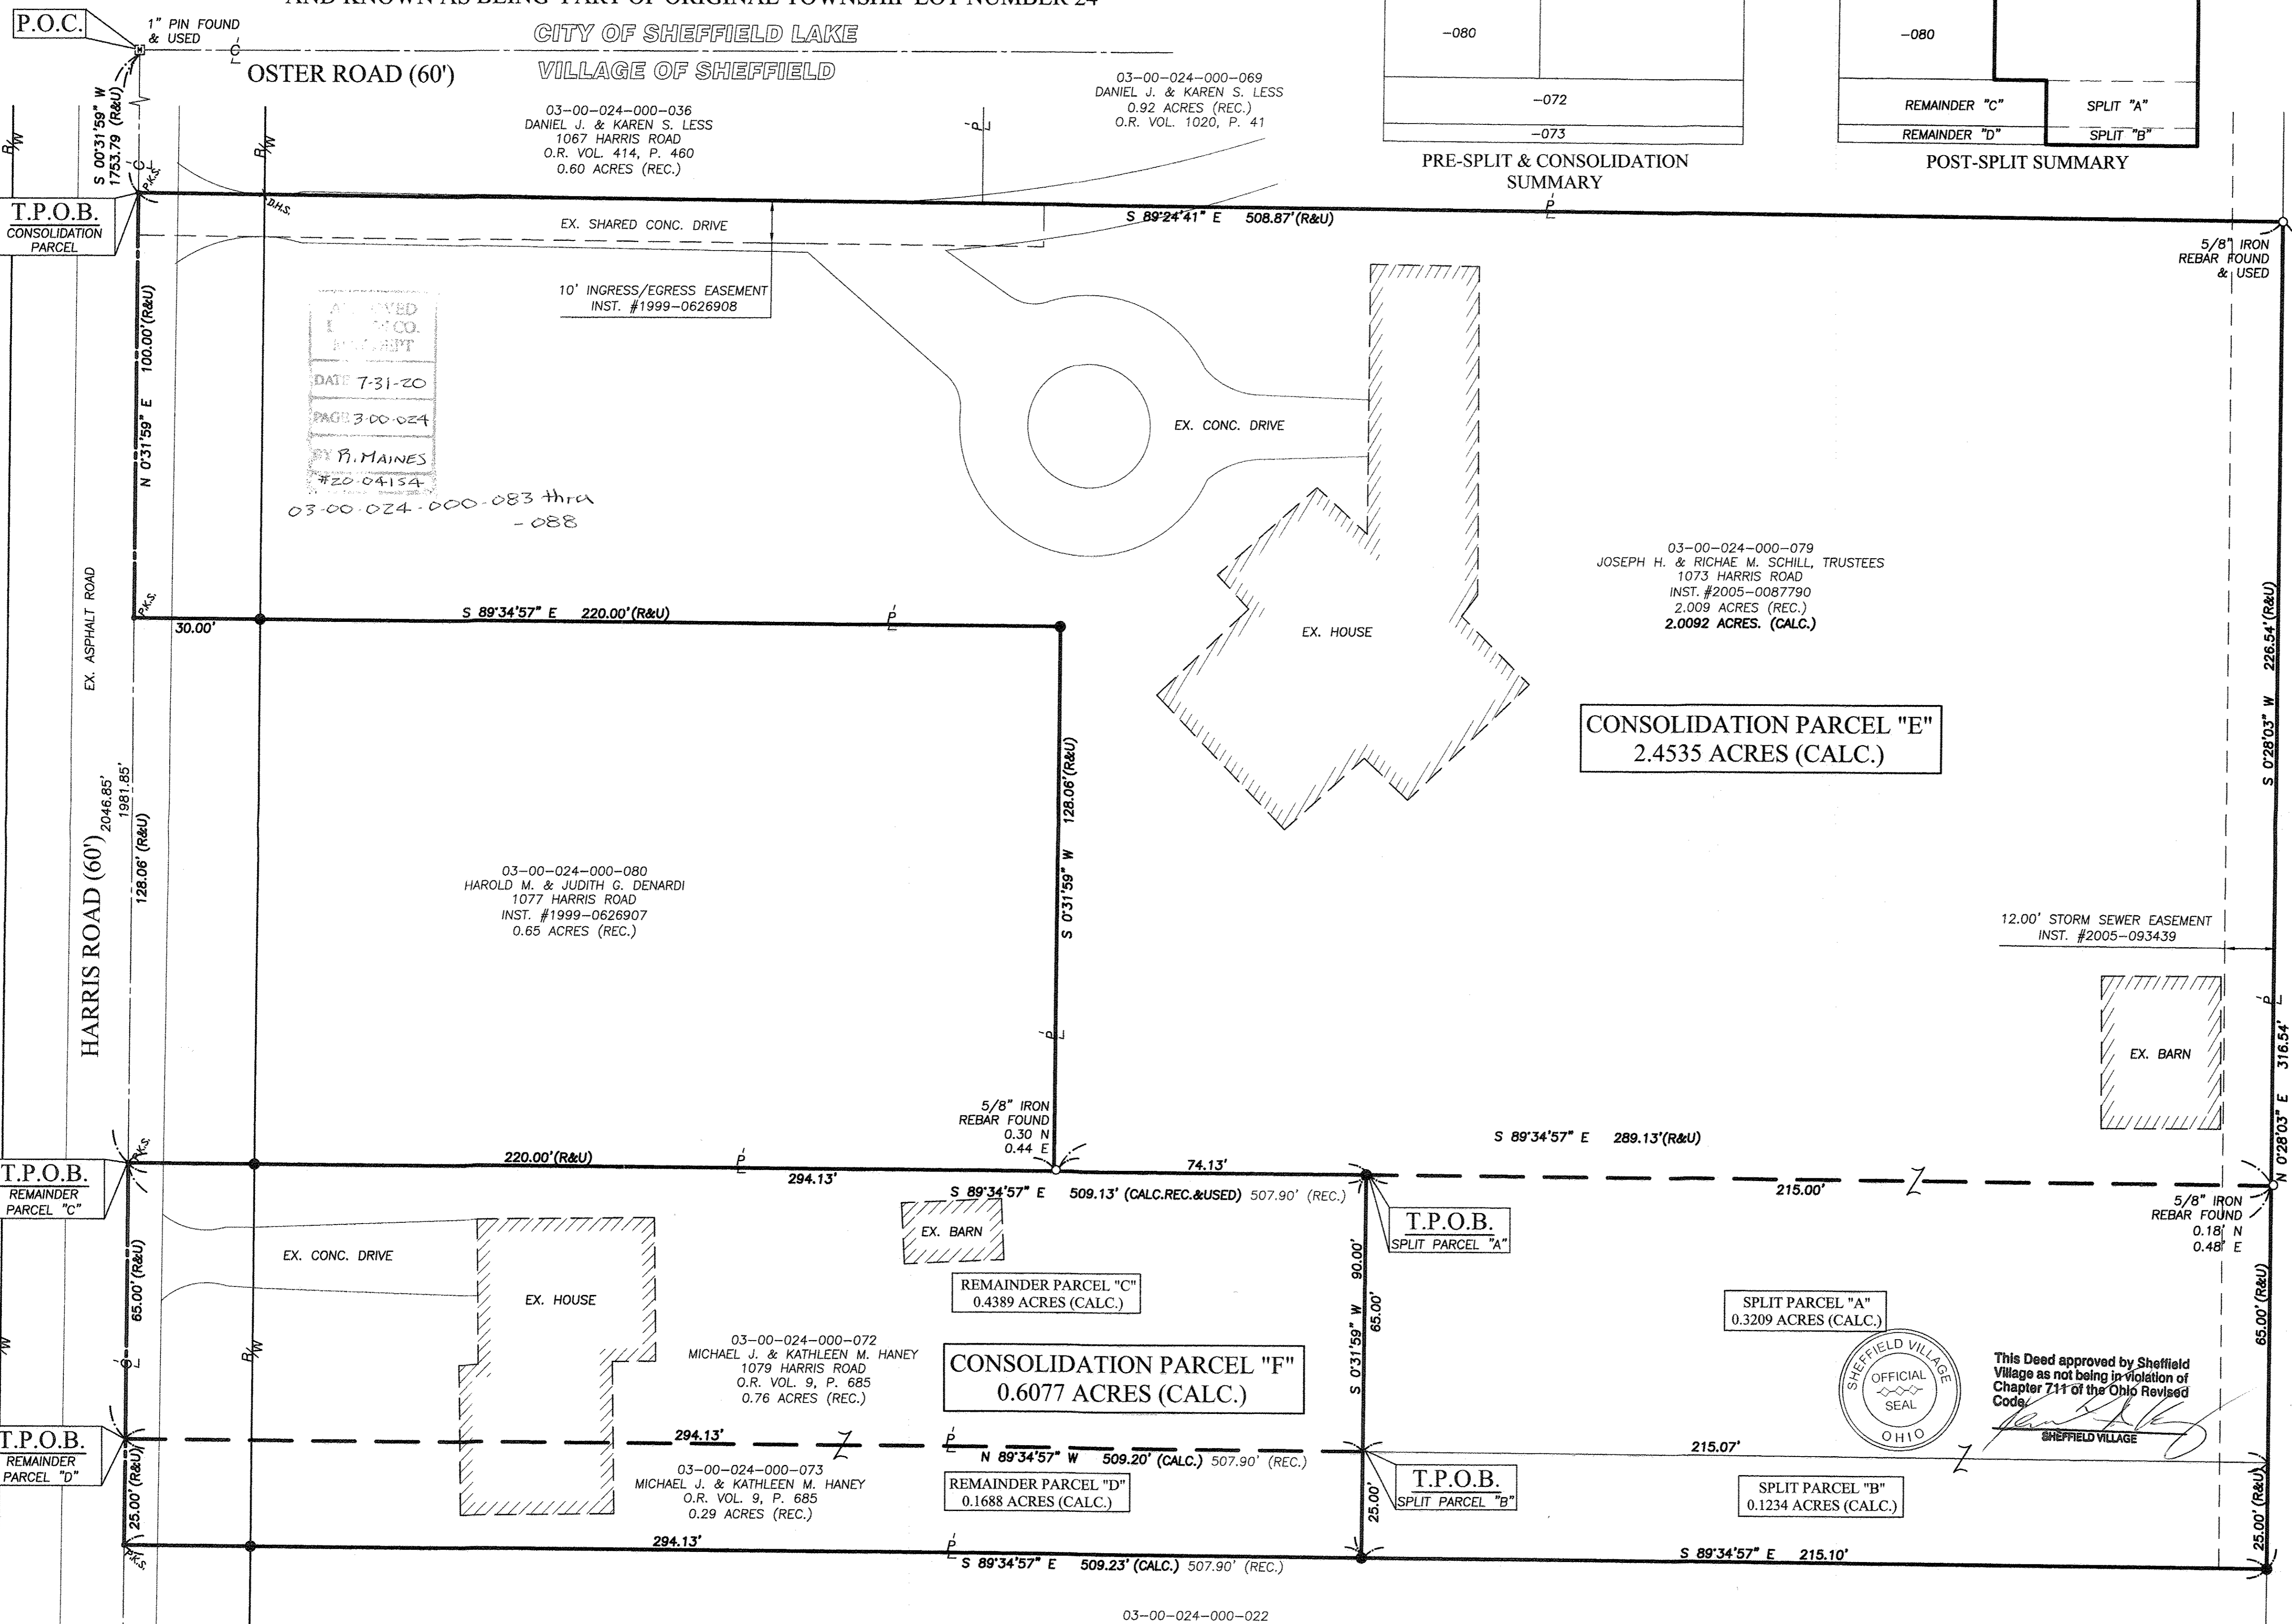 AND KNOWN AS BEING PART OF ORIGINAL TOWNSHIP LOT NUMBER 24
P.O.C.
1" PIN FOUND
& USED
CITY OF SHEFFIELD LAKE
OSTER ROAD (60')
VILLAGE OF SHEFFIELD
S 00°31'59" W
1753.79 (R&U)
R/W
R/W
03-00-024-000-036
DANIEL J. & KAREN S. LESS
1067 HARRIS ROAD
O.R. VOL. 414, P. 460
0.60 ACRES (REC.)
03-00-024-000-069
DANIEL J. & KAREN S. LESS
0.92 ACRES (REC.)
O.R. VOL. 1020, P. 41
-080
-072
-073
PRE-SPLIT & CONSOLIDATION
SUMMARY
-080
REMAINDER "C"
SPLIT "A"
REMAINDER "D"
SPLIT "B"
POST-SPLIT SUMMARY
P.K.S.
D.H.S.
T.P.O.B.
CONSOLIDATION
PARCEL
EX. SHARED CONC. DRIVE
S 89°24'41" E 508.87' (R&U)
5/8" IRON
REBAR FOUND
& USED
10' INGRESS/EGRESS EASEMENT
INST. #1999-0626908
N 0°31'59" E 100.00' (R&U)
DATE 7-31-20
PAGE 3-00-024
BY R. MAINES
#20-04154
03-00-024-000-083 thru
-088
EX. CONC. DRIVE
03-00-024-000-079
JOSEPH H. & RICHAE M. SCHILL, TRUSTEES
1073 HARRIS ROAD
INST. #2005-0087790
2.009 ACRES (REC.)
2.0092 ACRES. (CALC.)
EX. HOUSE
EX. ASPHALT ROAD
P.K.S.
30.00'
S 89°34'57" E 220.00' (R&U)
S 0°28'03" W 226.54' (R&U)
CONSOLIDATION PARCEL "E"
2.4535 ACRES (CALC.)
HARRIS ROAD (60')
2046.85'
1981.85'
128.06' (R&U)
S 0°31'59" W 128.06' (R&U)
03-00-024-000-080
HAROLD M. & JUDITH G. DENARDI
1077 HARRIS ROAD
INST. #1999-0626907
0.65 ACRES (REC.)
12.00' STORM SEWER EASEMENT
INST. #2005-093439
EX. BARN
N 0°28'03" E 316.54'
5/8" IRON
REBAR FOUND
0.30 N
0.44 E
S 89°34'57" E 289.13' (R&U)
P.K.S.
T.P.O.B.
REMAINDER
PARCEL "C"
220.00' (R&U)
294.13'
74.13'
215.00'
S 89°34'57" E 509.13' (CALC.REC.&USED) 507.90' (REC.)
5/8" IRON
REBAR FOUND
0.18' N
0.48' E
T.P.O.B.
SPLIT PARCEL "A"
EX. CONC. DRIVE
EX. BARN
65.00' (R&U)
EX. HOUSE
REMAINDER PARCEL "C"
0.4389 ACRES (CALC.)
S 0°31'59" W 90.00'
65.00'
SPLIT PARCEL "A"
0.3209 ACRES (CALC.)
65.00' (R&U)
R/W
03-00-024-000-072
MICHAEL J. & KATHLEEN M. HANEY
1079 HARRIS ROAD
O.R. VOL. 9, P. 685
0.76 ACRES (REC.)
CONSOLIDATION PARCEL "F"
0.6077 ACRES (CALC.)
SHEFFIELD VILLAGE
OFFICIAL
SEAL
OHIO
This Deed approved by Sheffield
Village as not being in violation of
Chapter 711 of the Ohio Revised
Code.
SHEFFIELD VILLAGE
T.P.O.B.
REMAINDER
PARCEL "D"
294.13'
N 89°34'57" W 509.20' (CALC.) 507.90' (REC.)
215.07'
25.00' (R&U)
03-00-024-000-073
MICHAEL J. & KATHLEEN M. HANEY
O.R. VOL. 9, P. 685
0.29 ACRES (REC.)
REMAINDER PARCEL "D"
0.1688 ACRES (CALC.)
25.00'
T.P.O.B.
SPLIT PARCEL "B"
SPLIT PARCEL "B"
0.1234 ACRES (CALC.)
25.00' (R&U)
P.K.S.
294.13'
S 89°34'57" E 509.23' (CALC.) 507.90' (REC.)
S 89°34'57" E 215.10'
03-00-024-000-022